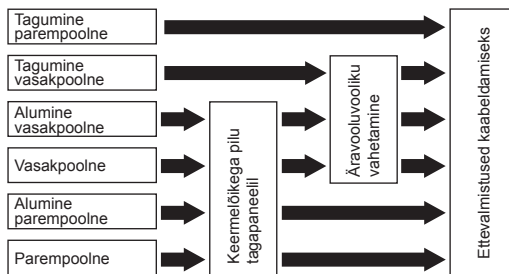 Tagumine
parempoolne
Tagumine
vasakpoolne
Alumine
vasakpoolne
Vasakpoolne
Alumine
parempoolne
Parempoolne
Keermelõikega pilu
tagapaneelil
Äravooluvooliku
vahetamine
Ettevalmistused kaabeldamiseks